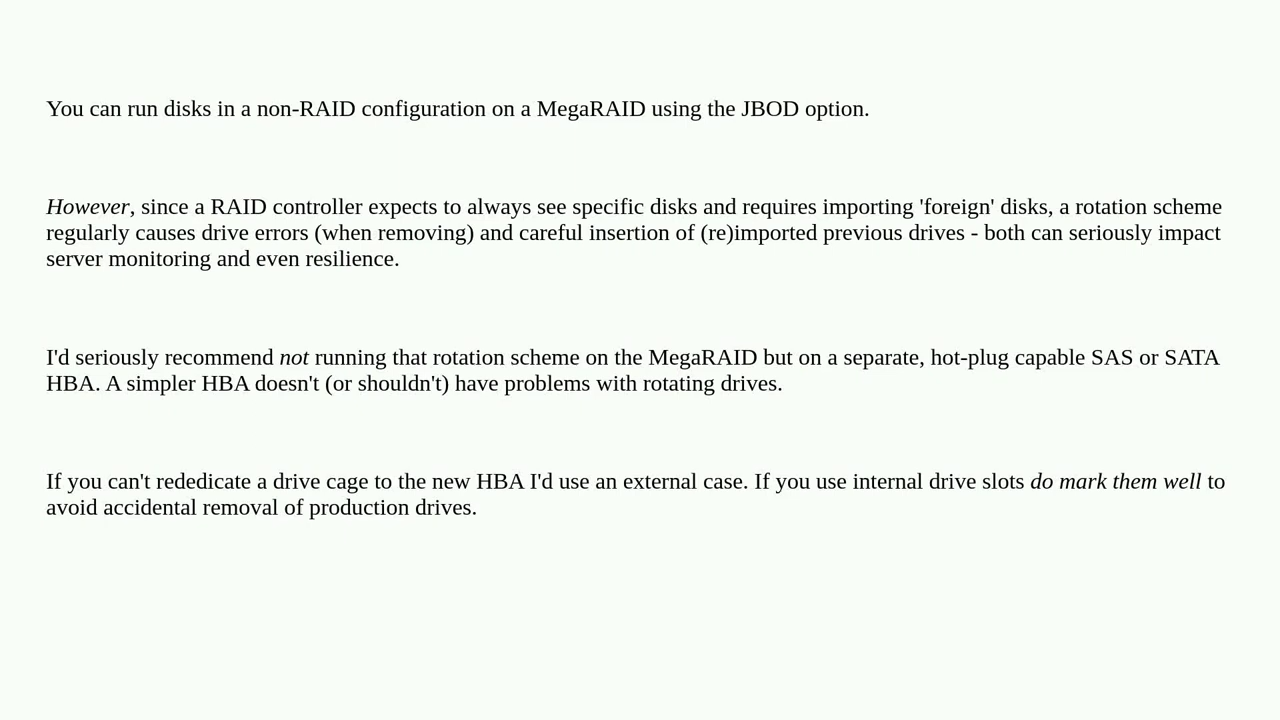 You can run disks in a non-RAID configuration on a MegaRAID using the JBOD option.
However, since a RAID controller expects to always see specific disks and requires importing 'foreign' disks, a rotation scheme
regularly causes drive errors (when removing) and careful insertion of (re)imported previous drives - both can seriously impact
server monitoring and even resilience.
I'd seriously recommend not running that rotation scheme on the MegaRAID but on a separate, hot-plug capable SAS or SATA
HBA. A simpler HBA doesn't (or shouldn't) have problems with rotating drives.
If you can't rededicate a drive cage to the new HBA I'd use an external case. If you use internal drive slots do mark them well to
avoid accidental removal of production drives.